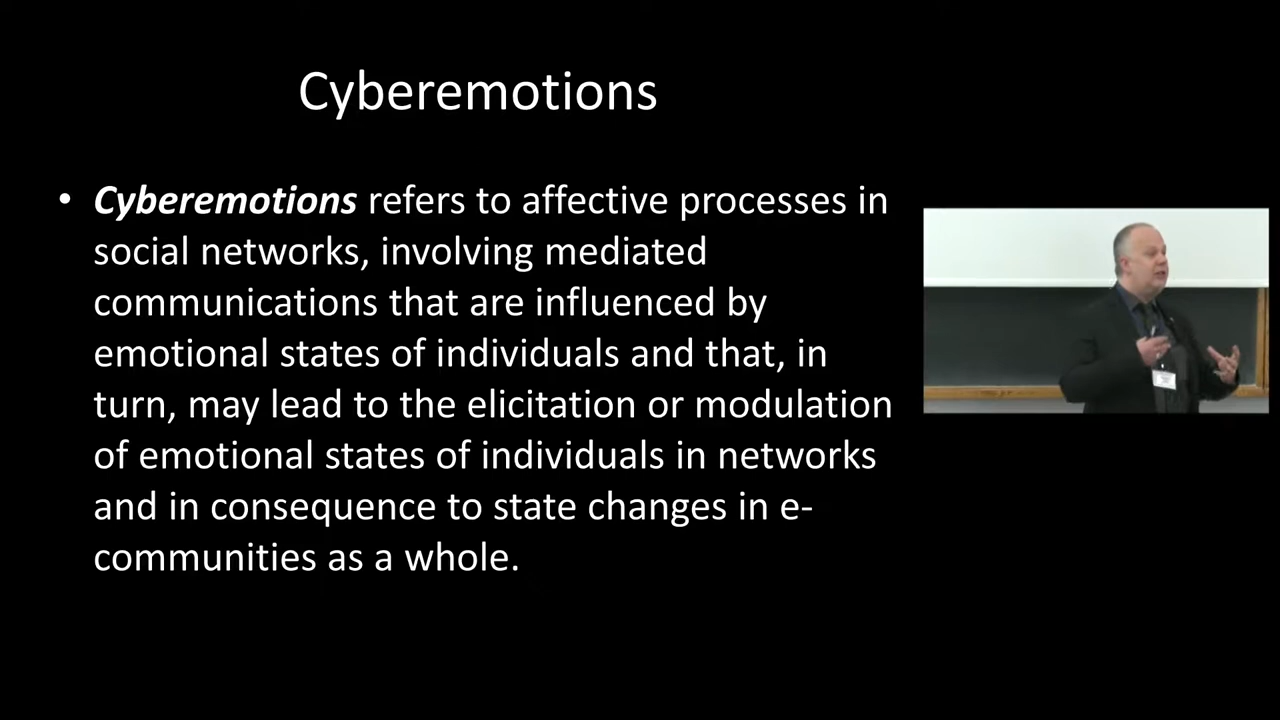 Cyberemotions
• Cyberemotions refers to affective processes in
social networks, involving mediated
communications that are influenced by
emotional states of individuals and that, in
turn, may lead to the elicitation or modulation
of emotional states of individuals in networks
and in consequence to state changes in e-
communities as a whole.